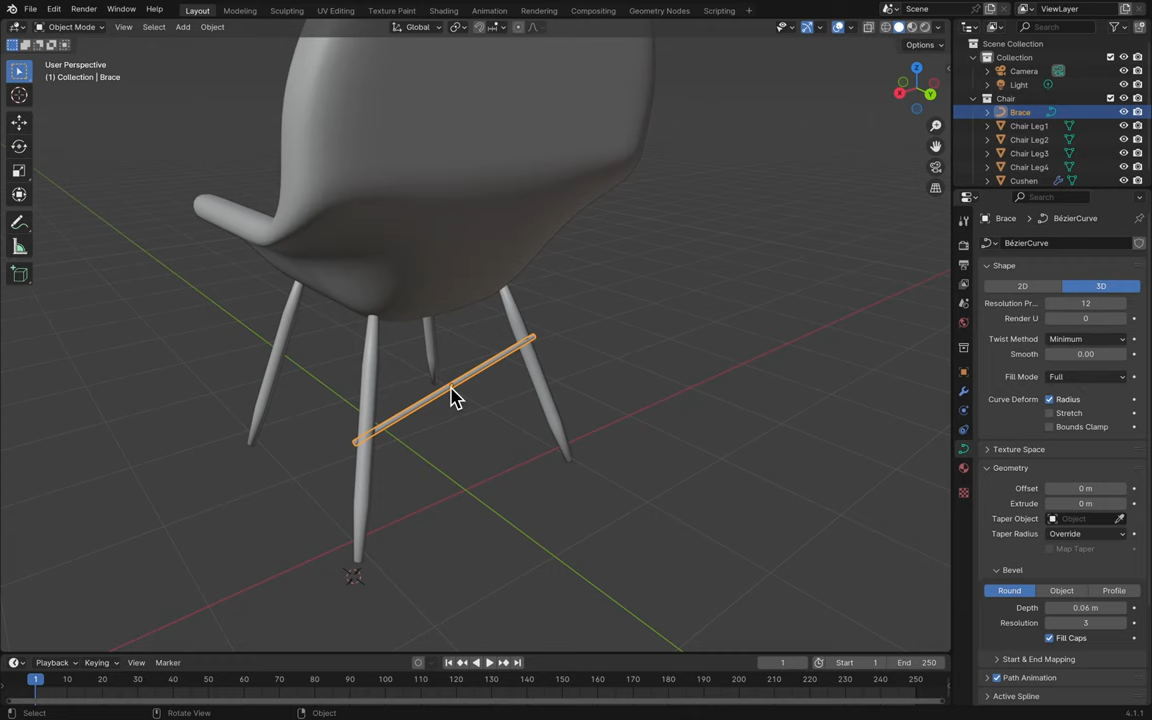 File Edit Render Window Help Layout Modeling Sculpting UV Editing Texture Paint Shading Animation Rendering Compositing Geometry Nodes Scripting Scene ViewLayer
Object Mode View Select Add Object Global Search
Options
User Perspective
(1) Collection | Brace
X
Y
Z
Scene Collection
Collection
Camera
Light
Chair
Brace
Chair Leg1
Chair Leg2
Chair Leg3
Chair Leg4
Cushen
Search
Brace BézierCurve
BézierCurve
Shape
2D 3D
Resolution Pr... 12
Render U 0
Twist Method Minimum
Smooth 0.00
Fill Mode Full
Curve Deform Radius
Stretch
Bounds Clamp
Texture Space
Geometry
Offset 0 m
Extrude 0 m
Taper Object Object
Taper Radius Override
Map Taper
Bevel
Round Object Profile
Depth 0.06 m
Resolution 3
Fill Caps
Start & End Mapping
Path Animation
Active Spline
Playback Keying View Marker 1 Start 1 End 250
1 10 20 30 40 50 60 70 80 90 100 110 120 130 140 150 160 170 180 190 200 210 220 230 240 250
Select Rotate View Object 4.1.1